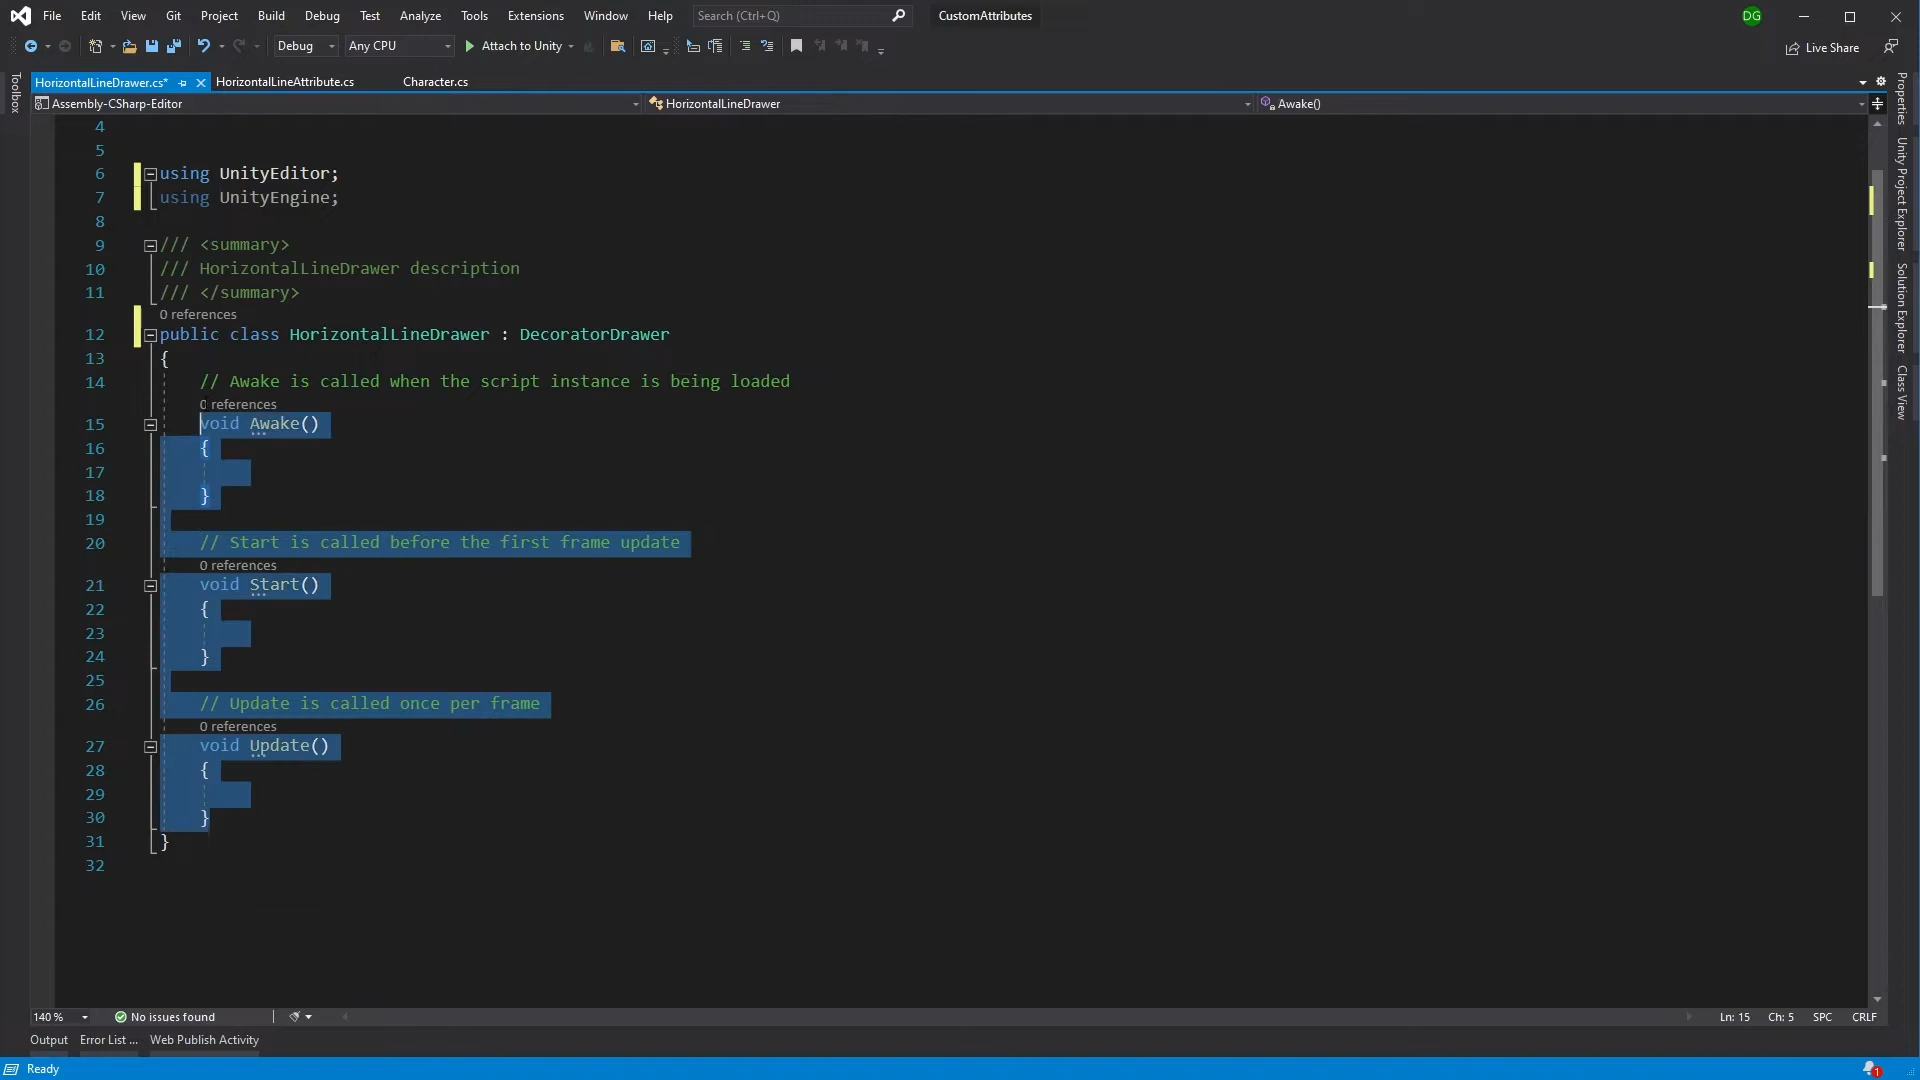 File Edit View Git Project Build Debug Test Analyze Tools Extensions Window Help Search (Ctrl+Q) CustomAttributes DG
Debug Any CPU Attach to Unity Live Share
HorizontalLineDrawer.cs* HorizontalLineAttribute.cs Character.cs
Assembly-CSharp-Editor HorizontalLineDrawer Awake()
Toolbox
Properties
Unity Project Explorer
Solution Explorer
Class View
4
5
6 using UnityEditor;
7 using UnityEngine;
8
9 /// <summary>
10 /// HorizontalLineDrawer description
11 /// </summary>
0 references
12 public class HorizontalLineDrawer : DecoratorDrawer
13 {
14 // Awake is called when the script instance is being loaded
0 references
15 void Awake()
16 {
17
18 }
19
20 // Start is called before the first frame update
0 references
21 void Start()
22 {
23
24 }
25
26 // Update is called once per frame
0 references
27 void Update()
28 {
29
30 }
31 }
32
140 % No issues found Ln: 15 Ch: 5 SPC CRLF
Output Error List ... Web Publish Activity
Ready 1